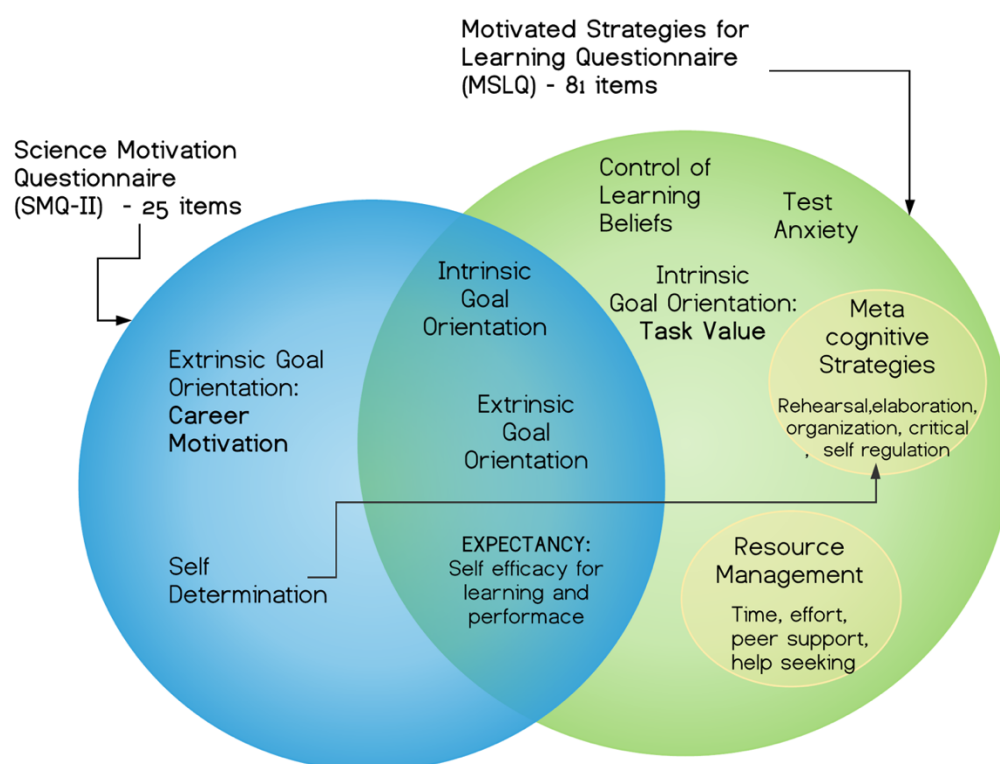 Motivated Strategies for
Learning Questionnaire
(MSLQ) - 81 items
Science Motivation
Questionnaire
(SMQ-II) - 25 items
Control of
Learning
Beliefs
Test
Anxiety
Intrinsic
Goal
Orientation
Intrinsic
Goal Orientation:
Task Value
Meta
cognitive
Strategies
Rehearsal,elaboration,
organization, critical
, self regulation
Extrinsic Goal
Orientation:
Career
Motivation
Extrinsic
Goal
Orientation
Self
Determination
EXPECTANCY:
Self efficacy for
learning and
performace
Resource
Management
Time, effort,
peer support,
help seeking